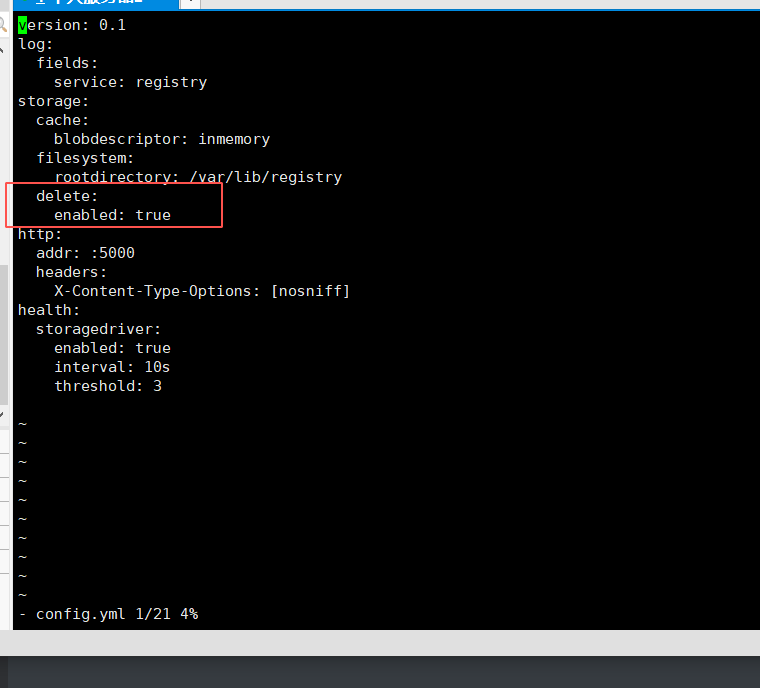 version: 0.1
log:
  fields:
    service: registry
storage:
  cache:
    blobdescriptor: inmemory
  filesystem:
    rootdirectory: /var/lib/registry
  delete:
    enabled: true
http:
  addr: :5000
  headers:
    X-Content-Type-Options: [nosniff]
health:
  storagedriver:
    enabled: true
    interval: 10s
    threshold: 3
~
~
~
~
~
~
~
~
~
~
- config.yml 1/21 4%